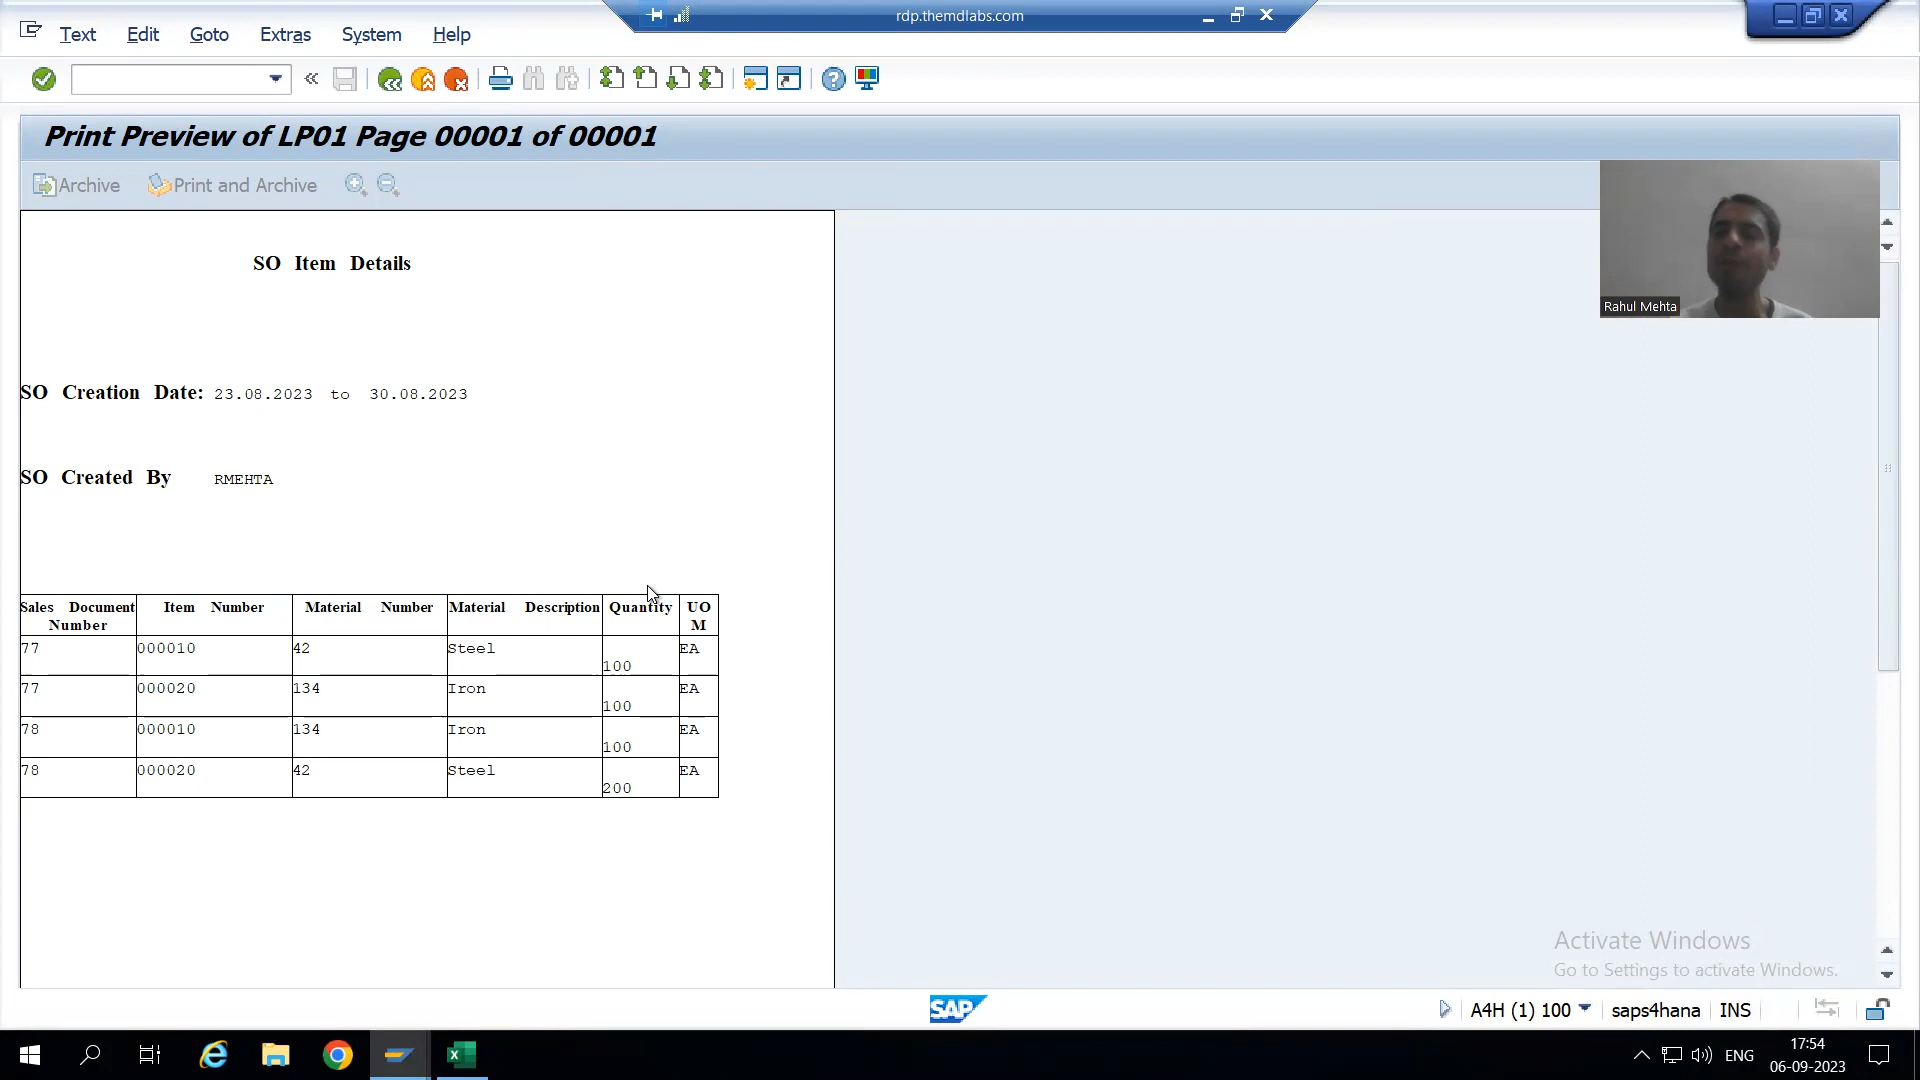 rdp.themdlabs.com
Text Edit Goto Extras System Help
Print Preview of LP01 Page 00001 of 00001
Archive Print and Archive
Rahul Mehta
SO Item Details
SO Creation Date: 23.08.2023 to 30.08.2023
SO Created By RMEHTA
Sales Document Number Item Number Material Number Material Description Quantity UOM
77 000010 42 Steel 100 EA
77 000020 134 Iron 100 EA
78 000010 134 Iron 100 EA
78 000020 42 Steel 200 EA
Activate Windows
Go to Settings to activate Windows.
SAP
A4H (1) 100 saps4hana INS
ENG
17:54
06-09-2023